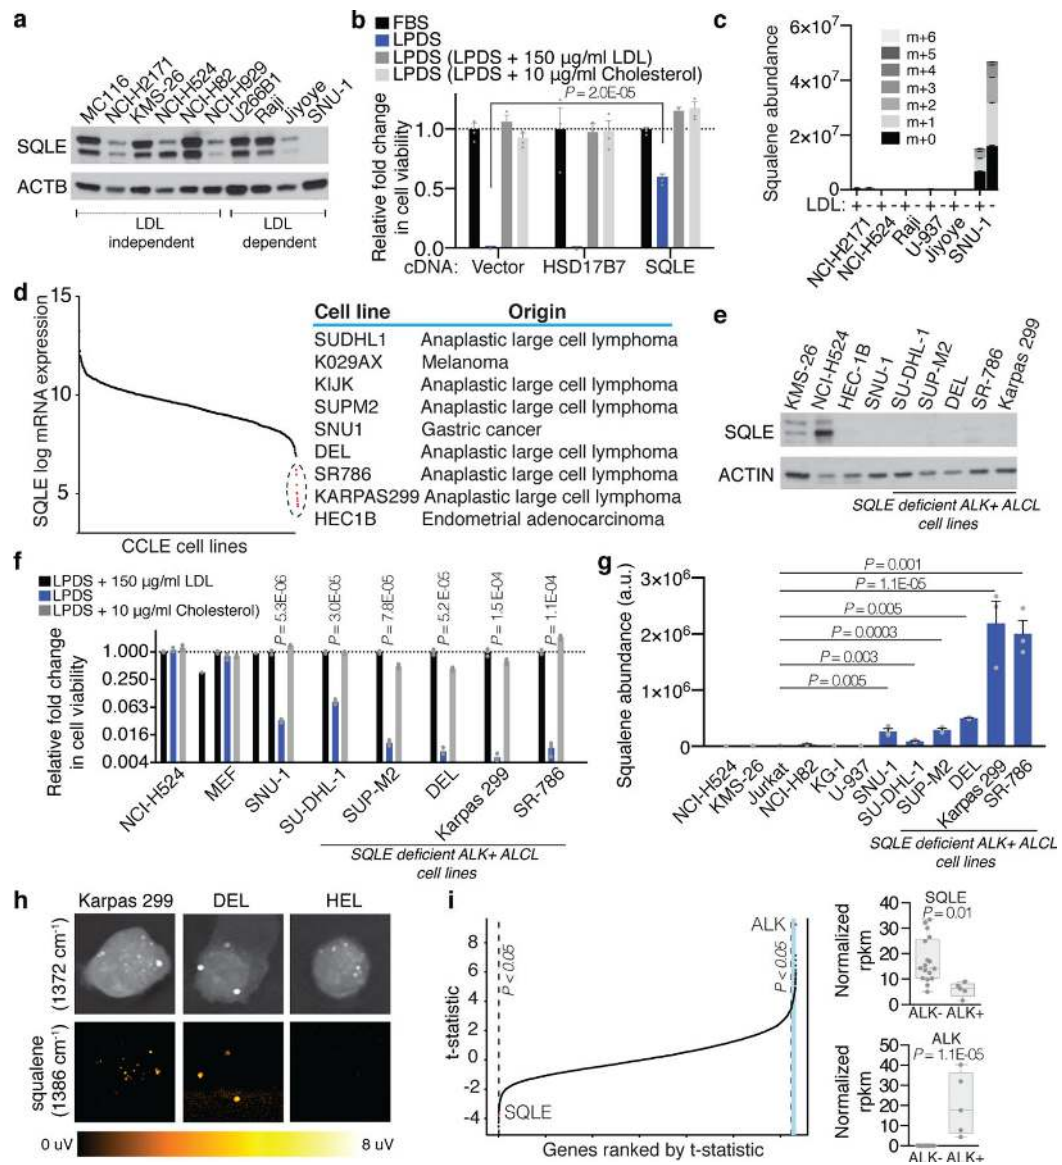 a
MC116
NCI-H2171
KMS-26
NCI-H524
NCI-H82
NCI-H929
U266B1
Raji
Jiyoye
SNU-1
SQLE
ACTB
LDL
independent
LDL
dependent
b
FBS
LPDS
LPDS (LPDS + 150 µg/ml LDL)
LPDS (LPDS + 10 µg/ml Cholesterol)
P = 2.0E-05
Relative fold change
in cell viability
1.0
0.5
0.0
cDNA: Vector HSD17B7 SQLE
c
Squalene abundance
6×10⁷
4×10⁷
2×10⁷
0
m+6
m+5
m+4
m+3
m+2
m+1
m+0
LDL: + - + - + - + - + - + -
NCI-H2171
NCI-H524
Raji
U-937
Jiyoye
SNU-1
d
SQLE log mRNA expression
15
10
5
CCLE cell lines
Cell line Origin
SUDHL1 Anaplastic large cell lymphoma
K029AX Melanoma
KIJK Anaplastic large cell lymphoma
SUPM2 Anaplastic large cell lymphoma
SNU1 Gastric cancer
DEL Anaplastic large cell lymphoma
SR786 Anaplastic large cell lymphoma
KARPAS299 Anaplastic large cell lymphoma
HEC1B Endometrial adenocarcinoma
e
KMS-26
NCI-H524
HEC-1B
SNU-1
SU-DHL-1
SUP-M2
DEL
SR-786
Karpas 299
SQLE
ACTIN
SQLE deficient ALK+ ALCL
cell lines
f
LPDS + 150 µg/ml LDL
LPDS
LPDS + 10 µg/ml Cholesterol)
P = 5.3E-06
P = 3.0E-05
P = 7.8E-05
P = 5.2 E-05
P = 1.5 E-04
P = 1.1E-04
Relative fold change
in cell viability
1.000
0.250
0.063
0.016
0.004
NCI-H524
MEF
SNU-1
SU-DHL-1
SUP-M2
DEL
Karpas 299
SR-786
SQLE deficient ALK+ ALCL
cell lines
g
Squalene abundance (a.u.)
3×10⁶
2×10⁶
1×10⁶
0
P = 0.001
P = 1.1E-05
P = 0.005
P = 0.0003
P = 0.003
P = 0.005
NCI-H524
KMS-26
Jurkat
NCI-H82
KG-I
U-937
SNU-1
SU-DHL-1
SUP-M2
DEL
Karpas 299
SR-786
SQLE deficient ALK+ ALCL
cell lines
h
Karpas 299 DEL HEL
(1372 cm⁻¹)
squalene
(1386 cm⁻¹)
0 uV 8 uV
i
t-statistic
8
6
4
2
0
-2
-4
P < 0.05
P < 0.05
ALK
SQLE
Genes ranked by t-statistic
SQLE
P = 0.01
Normalized
rpkm
40
30
20
10
0
ALK- ALK+
ALK
P = 1.1E-05
Normalized
rpkm
50
40
30
20
10
0
ALK- ALK+